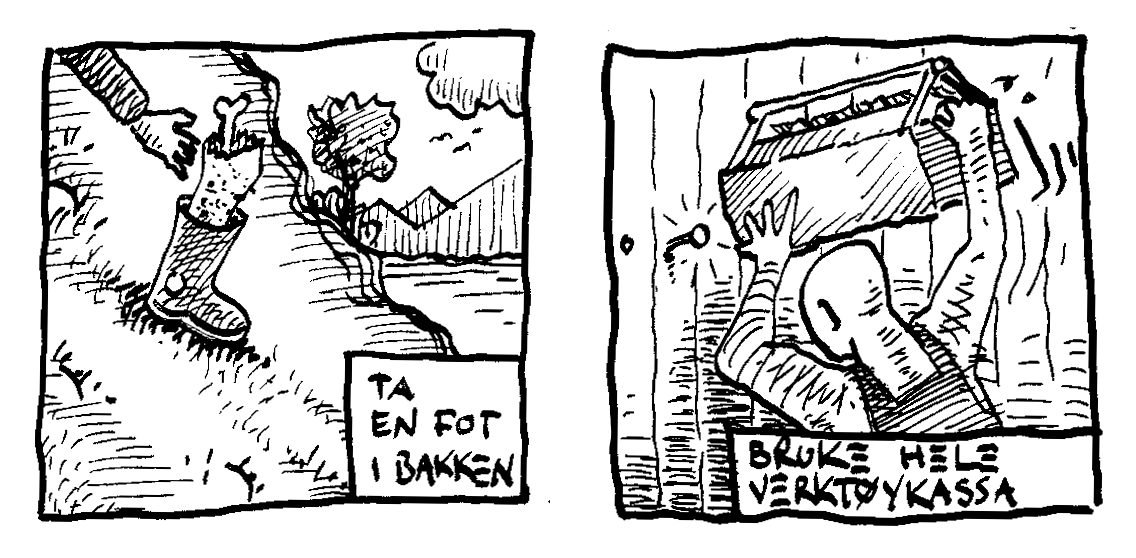 TA
EN FOT
I BAKKEN
BRUKE HELE
VERKTØYKASSA